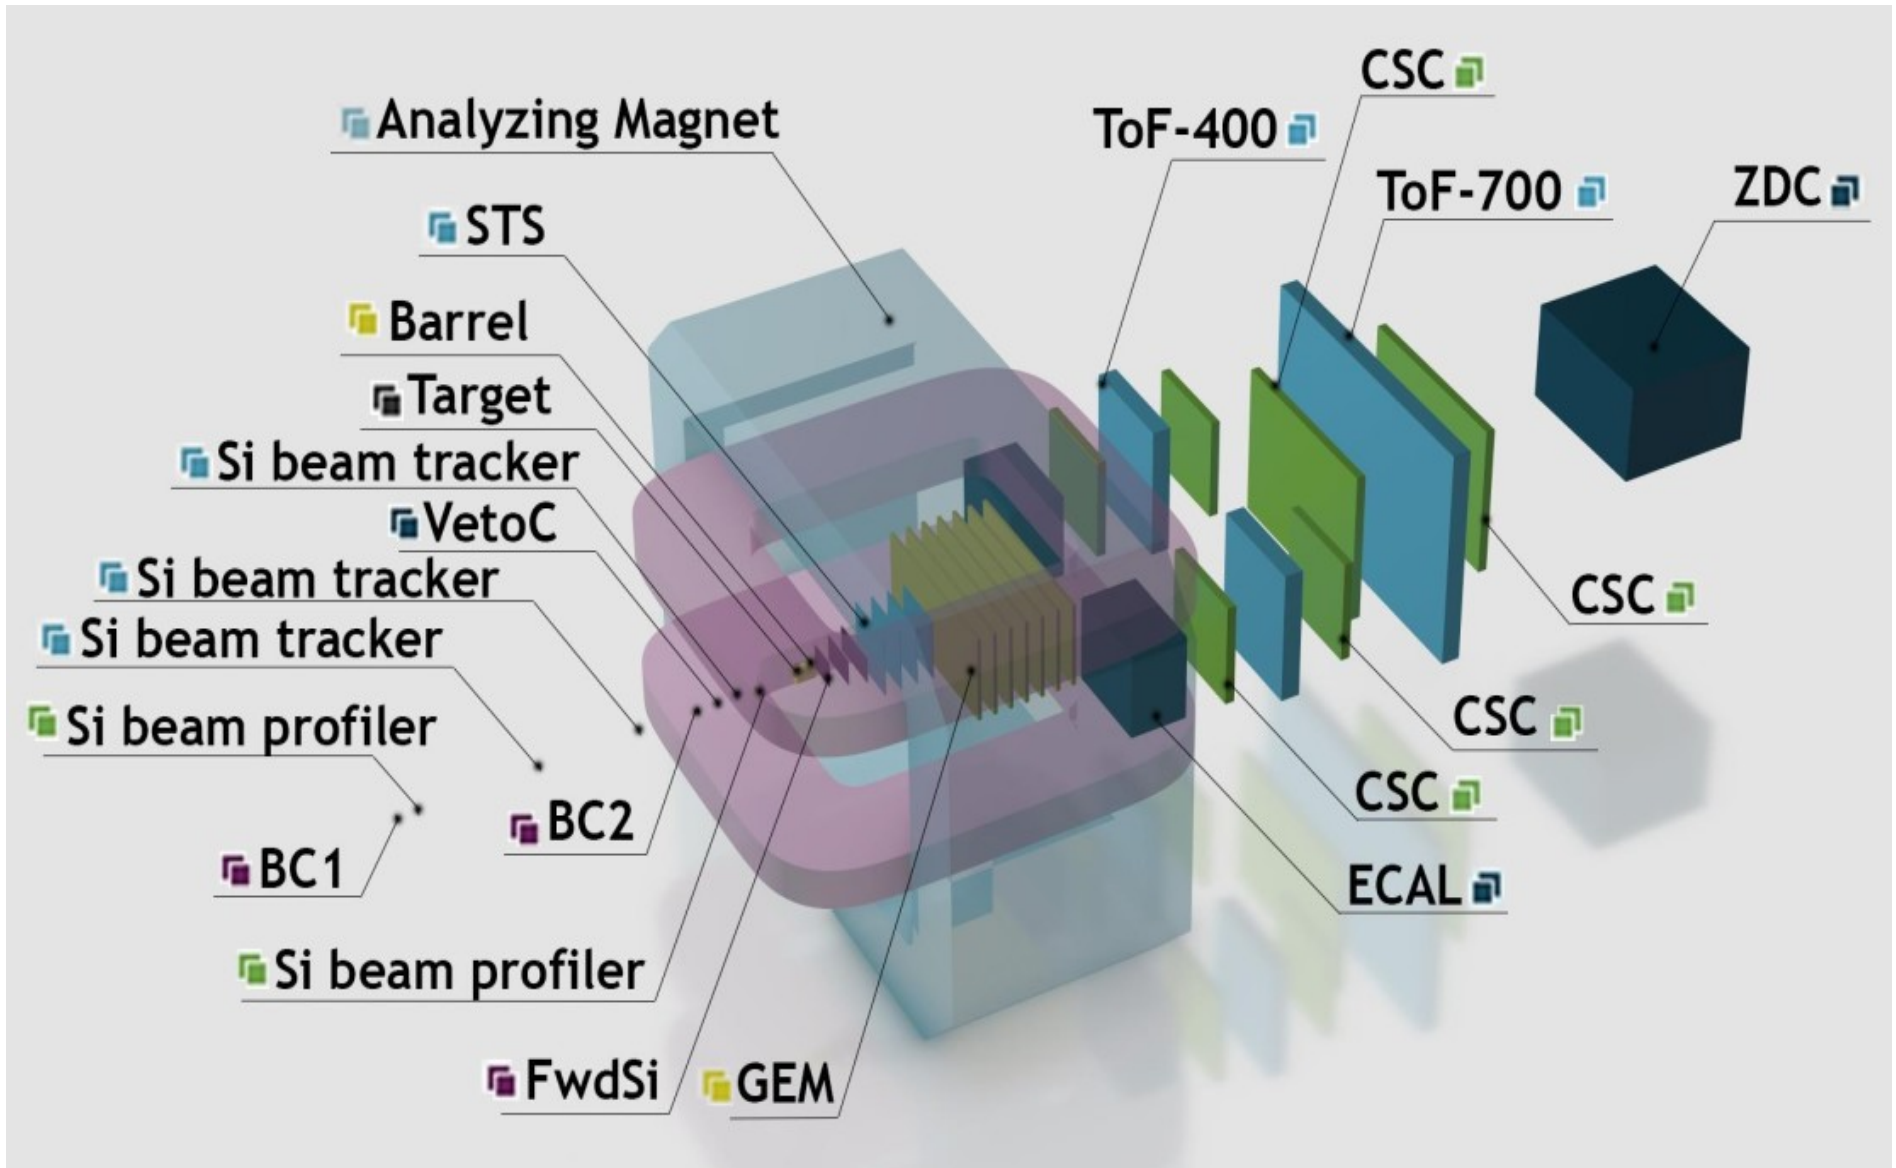 CSC
Analyzing Magnet
ToF-400
ToF-700
ZDC
STS
Barrel
Target
Si beam tracker
VetoC
Si beam tracker
CSC
Si beam tracker
Si beam profiler
CSC
CSC
BC2
BC1
ECAL
Si beam profiler
FwdSi
GEM